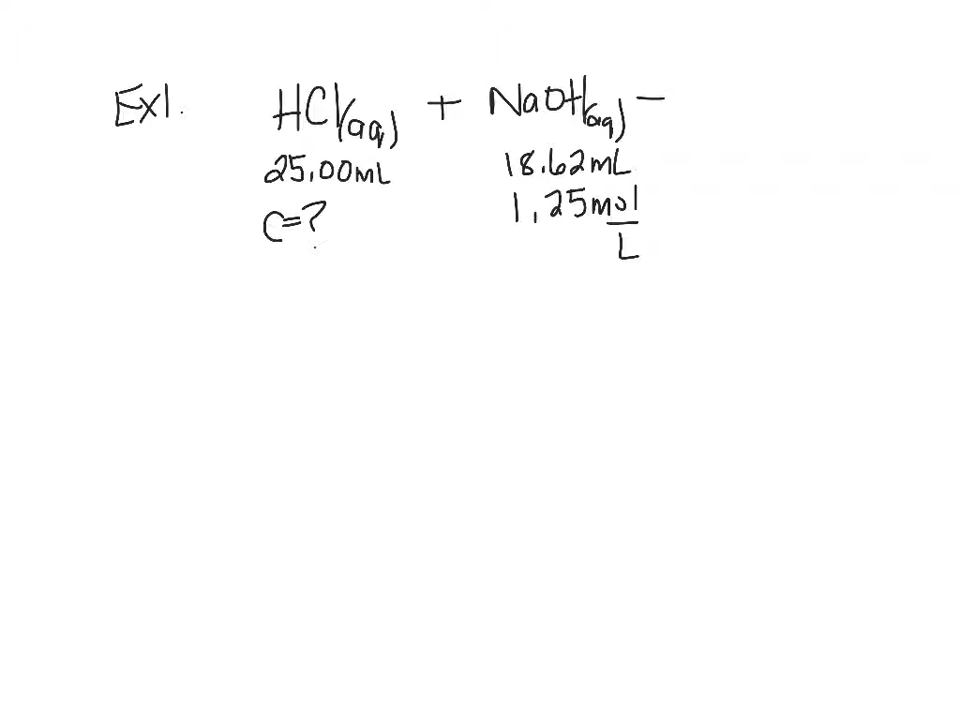 Ex1. HCl(aq) + NaOH(aq) –
25.00mL 18.62mL
C=? 1.25mol
L